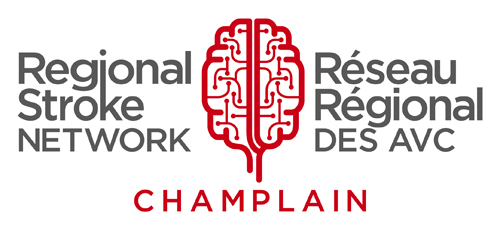 Regional
Stroke
NETWORK
Réseau
Régional
DES AVC
CHAMPLAIN